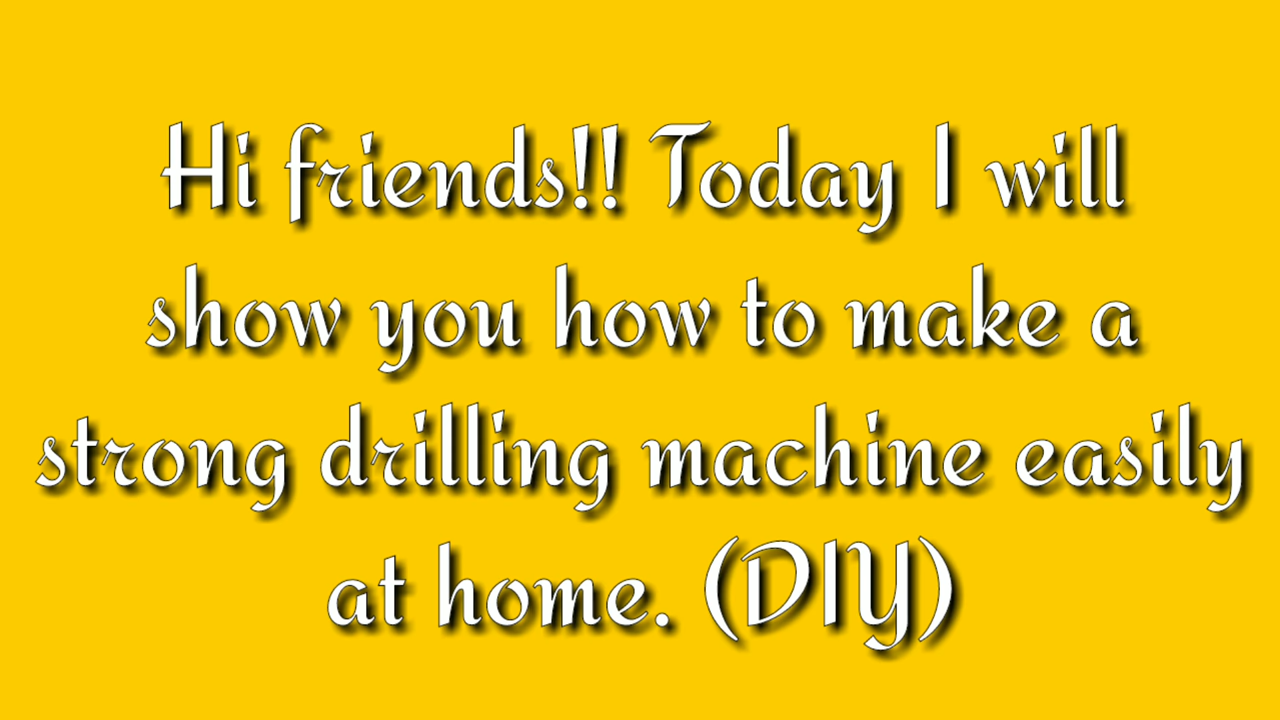 Hi friends!! Today I will
show you how to make a
strong drilling machine easily
at home. (DIY)